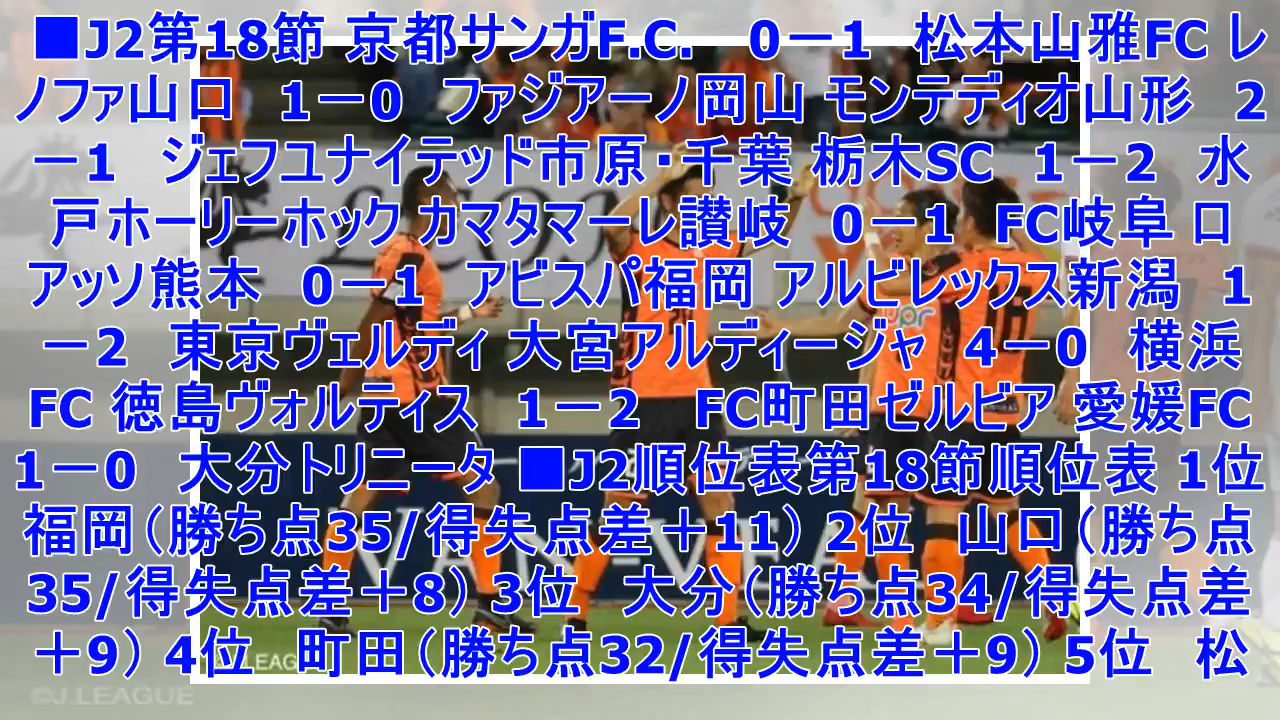 ■J2第18節 京都サンガF.C. 0－1 松本山雅FC レ
ノファ山口 1－0 ファジアーノ岡山 モンテディオ山形 2
－1 ジェフユナイテッド市原・千葉 栃木SC 1－2 水
戸ホーリーホック カマタマーレ讃岐 0－1 FC岐阜 ロ
アッソ熊本 0－1 アビスパ福岡 アルビレックス新潟 1
－2 東京ヴェルディ 大宮アルディージャ 4－0 横浜
FC 徳島ヴォルティス 1－2 FC町田ゼルビア 愛媛FC
1－0 大分トリニータ ■J2順位表第18節順位表 1位
福岡（勝ち点35/得失点差＋11） 2位 山口（勝ち点
35/得失点差＋8） 3位 大分（勝ち点34/得失点差
＋9） 4位 町田（勝ち点32/得失点差＋9） 5位 松
©J LEAGUE